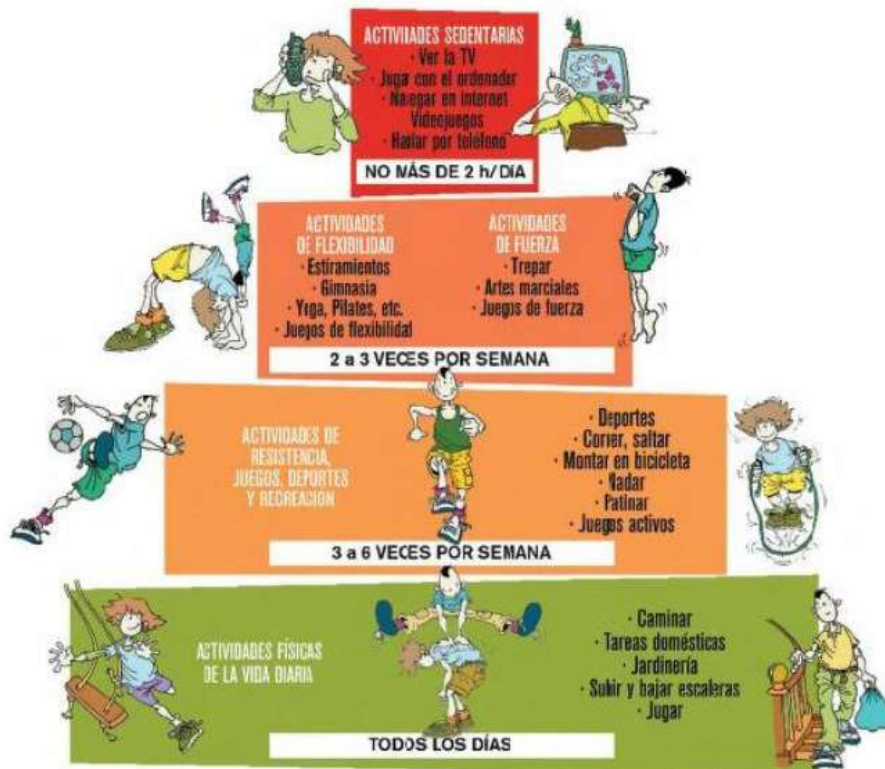 ACTIVIDADES SEDENTARIAS
· Ver la TV
· Jugar con el ordenador
· Navegar en internet
Videojuegos
· Hablar por teléfono
NO MÁS DE 2 h/DÍA
ACTIVIDADES
DE FLEXIBILIDAD
· Estiramientos
· Gimnasia
· Yoga, Pilates, etc.
· Juegos de flexibilidad
ACTIVIDADES
DE FUERZA
· Trepar
· Artes marciales
· Juegos de fuerza
2 a 3 VECES POR SEMANA
ACTIVIDADES DE
RESISTENCIA,
JUEGOS, DEPORTES
Y RECREACIÓN
· Deportes
· Correr, saltar
· Montar en bicicleta
· Nadar
· Patinar
· Juegos activos
3 a 6 VECES POR SEMANA
ACTIVIDADES FÍSICAS
DE LA VIDA DIARIA
· Caminar
· Tareas domésticas
· Jardinería
· Subir y bajar escaleras
· Jugar
TODOS LOS DÍAS